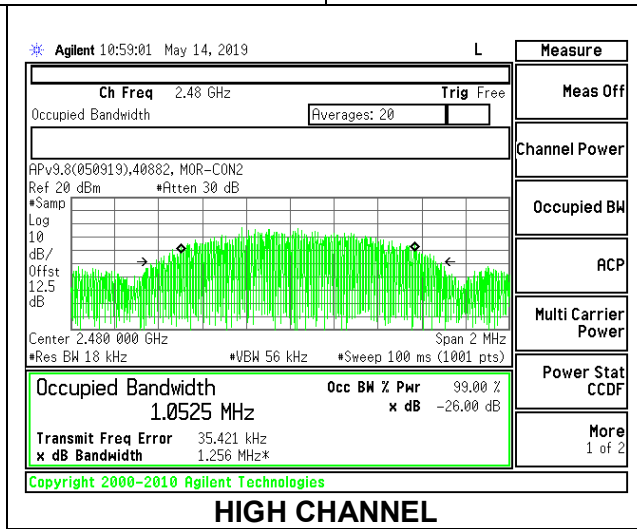 Agilent 10:59:01 May 14, 2019 L
Measure
Ch Freq 2.48 GHz Trig Free
Occupied Bandwidth Averages: 20
APv9.8(050919),40882, MOR-CON2
Ref 20 dBm #Atten 30 dB
#Samp
Log
10
dB/
Offst
12.5
dB
Center 2.480 000 GHz Span 2 MHz
#Res BW 18 kHz #VBW 56 kHz #Sweep 100 ms (1001 pts)
Occupied Bandwidth Occ BW % Pwr 99.00 %
1.0525 MHz x dB -26.00 dB
Transmit Freq Error 35.421 kHz
x dB Bandwidth 1.256 MHz*
Copyright 2000-2010 Agilent Technologies
Meas Off
Channel Power
Occupied BW
ACP
Multi Carrier
Power
Power Stat
CCDF
More
1 of 2
HIGH CHANNEL